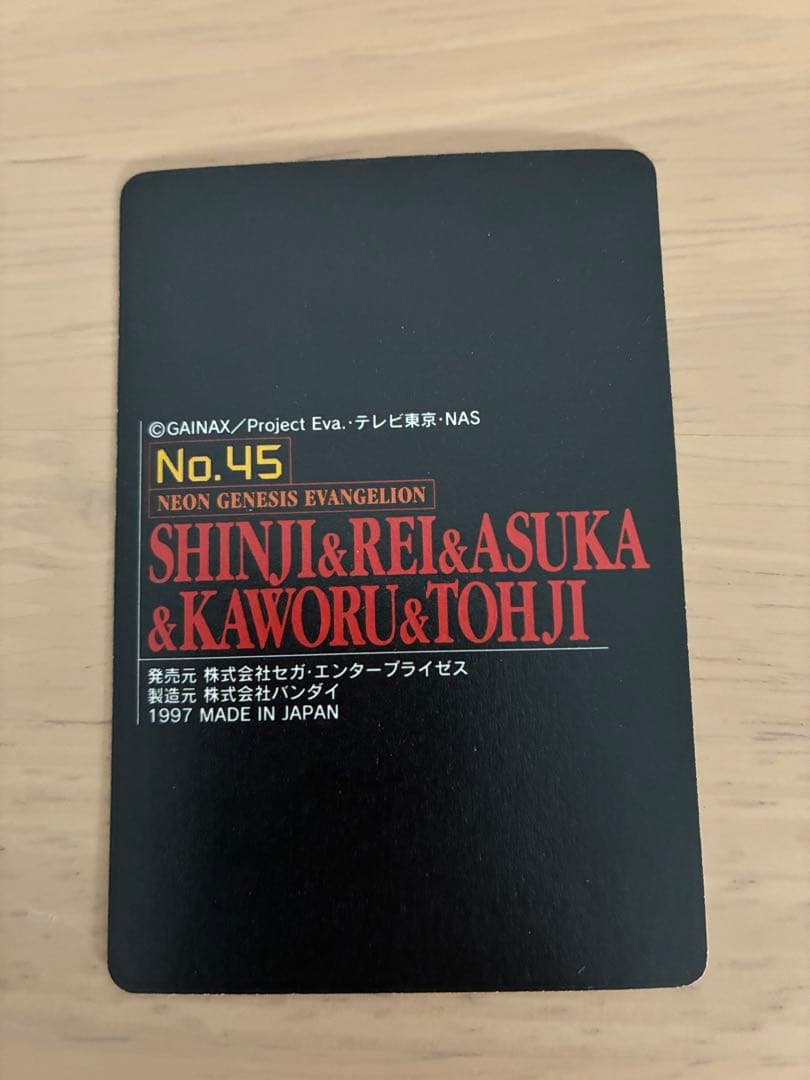 ©GAINAX／Project Eva.･テレビ東京･NAS
No.45
NEON GENESIS EVANGELION
SHINJI&REI&ASUKA
&KAWORU&TOHJI
発売元 株式会社セガ・エンタープライゼス
製造元 株式会社バンダイ
1997 MADE IN JAPAN